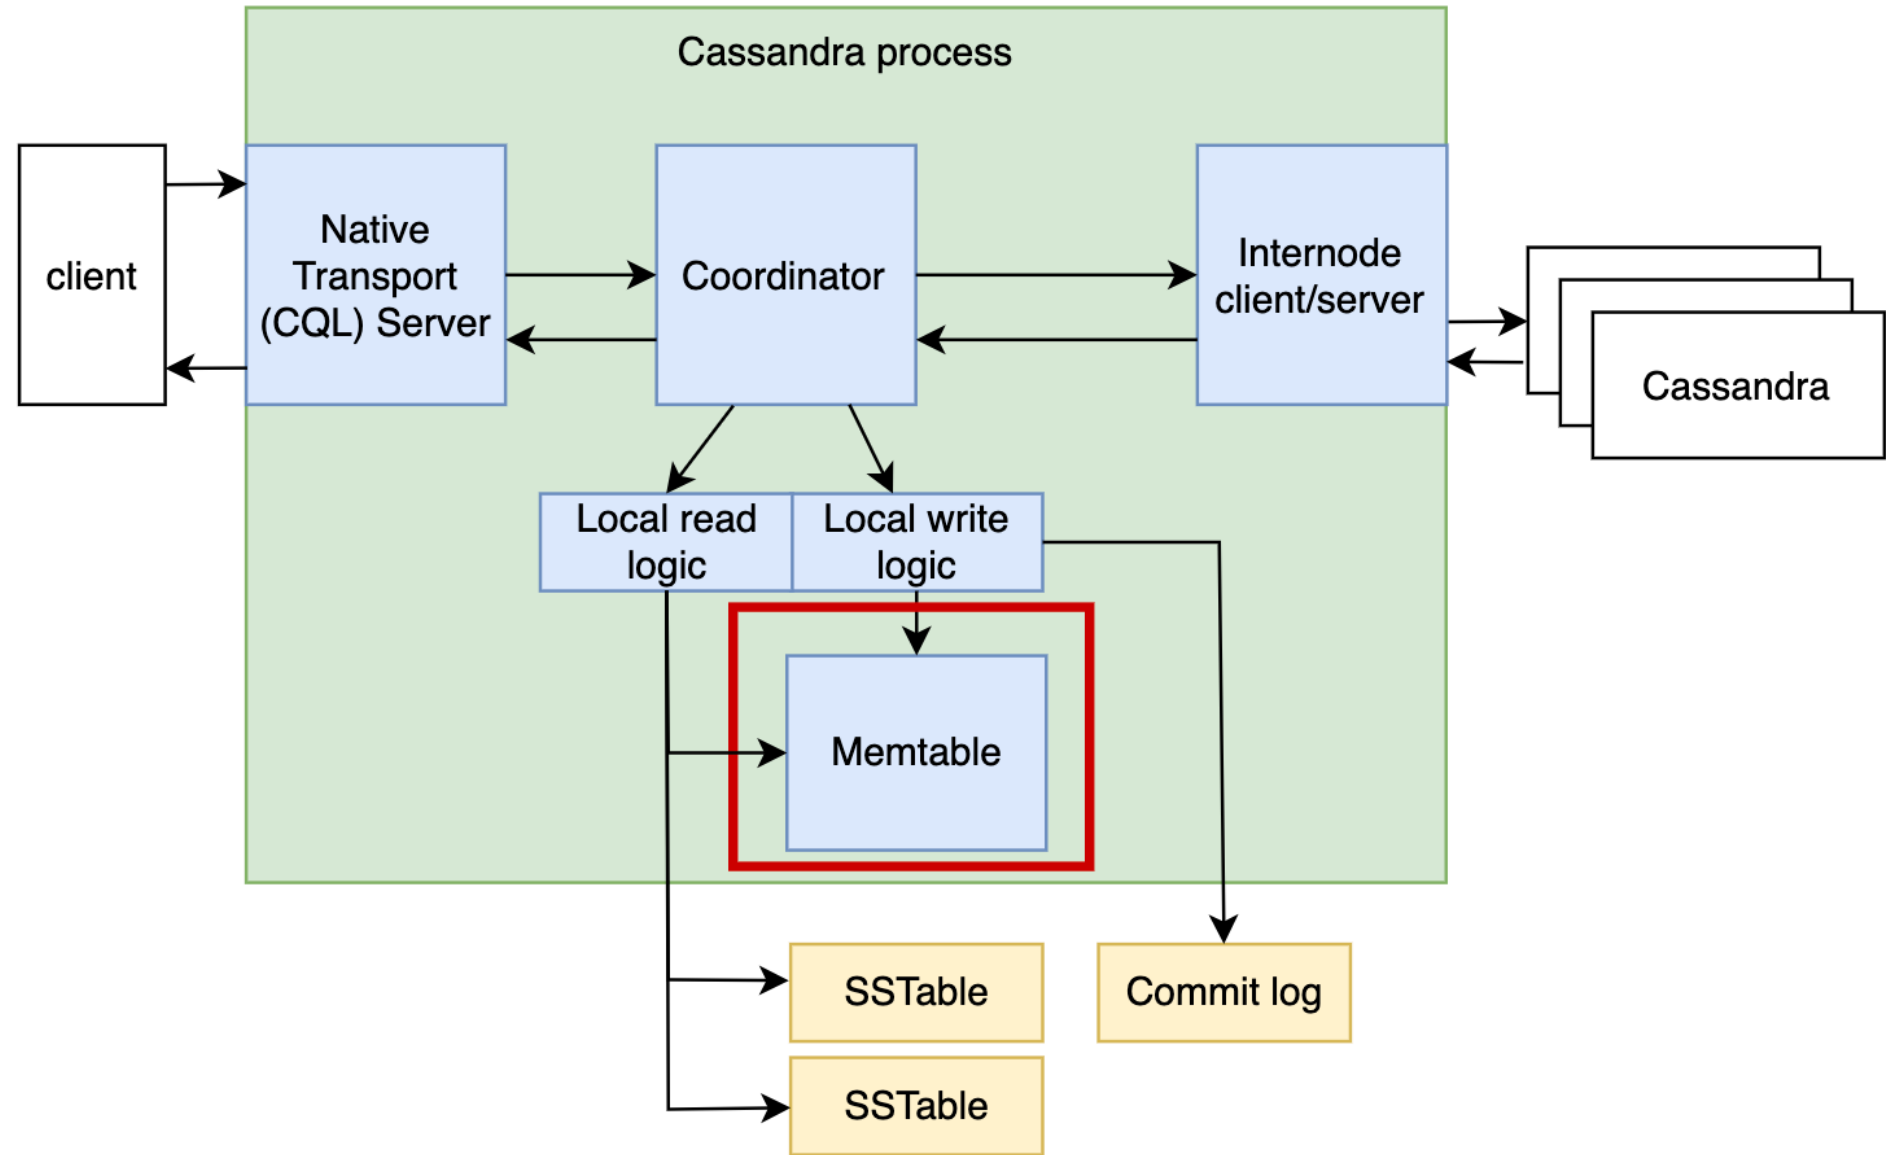 Cassandra process
client
Native
Transport
(CQL) Server
Coordinator
Internode
client/server
Cassandra
Local read
logic
Local write
logic
Memtable
SSTable
Commit log
SSTable